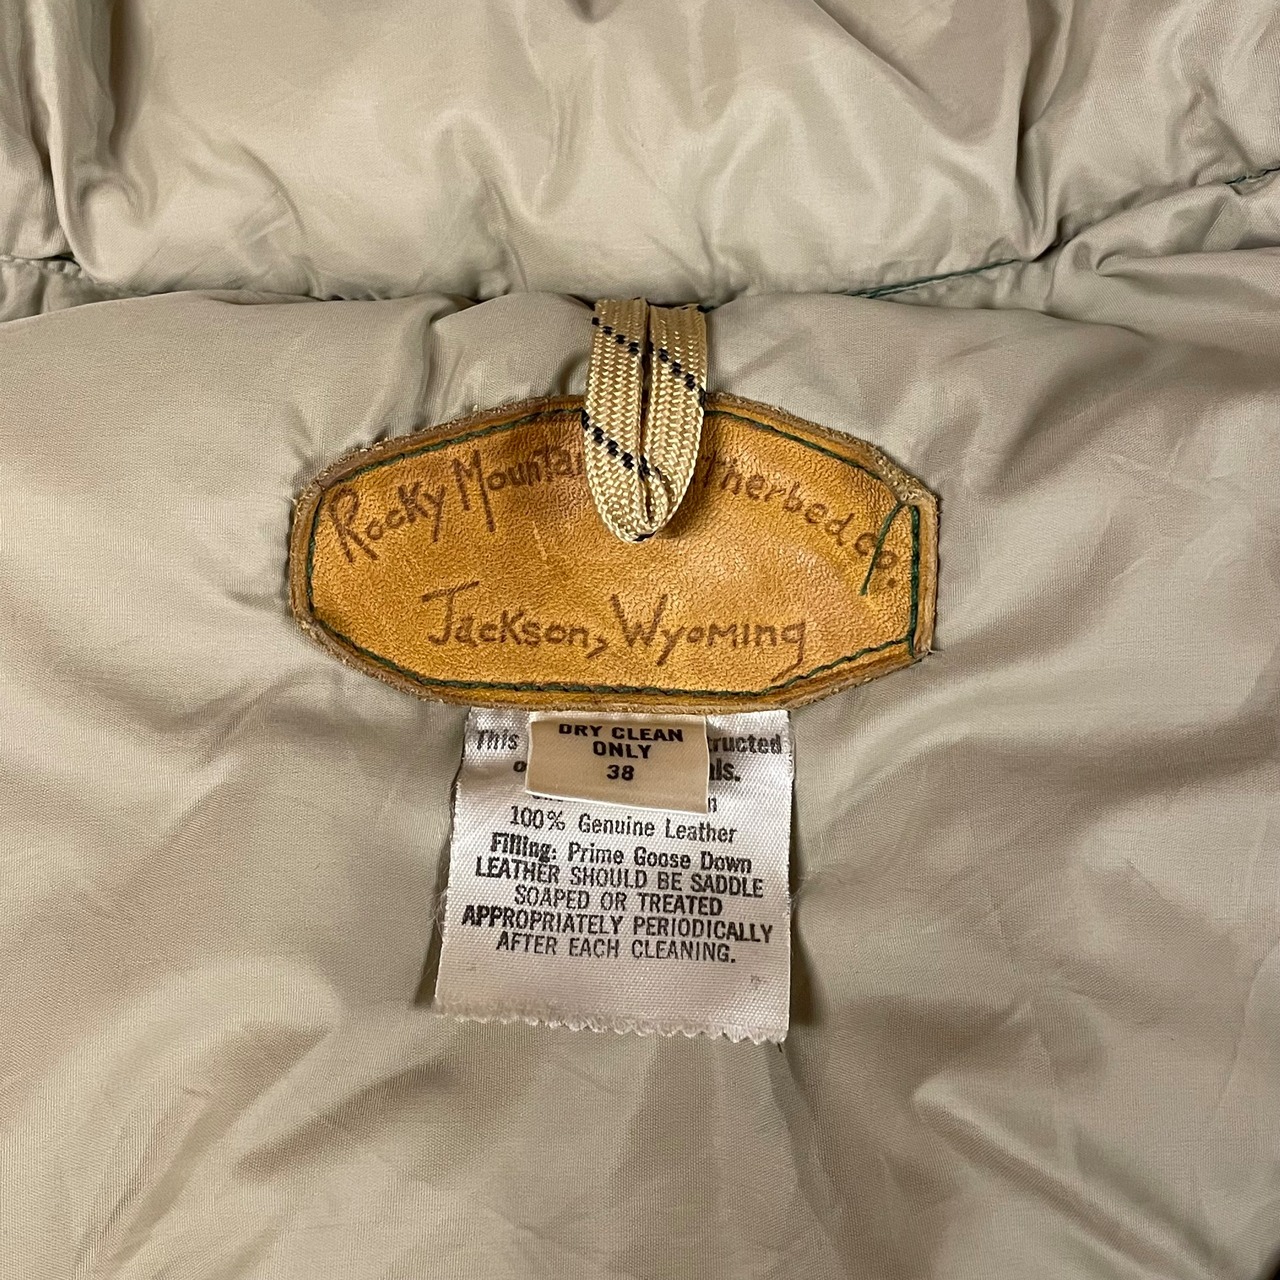 Rocky Mounta therbed co.
Jackson, Wyoming
DRY CLEAN
ONLY
38
This ructed
o ls.
100% Genuine Leather
Filling: Prime Goose Down
LEATHER SHOULD BE SADDLE
SOAPED OR TREATED
APPROPRIATELY PERIODICALLY
AFTER EACH CLEANING.